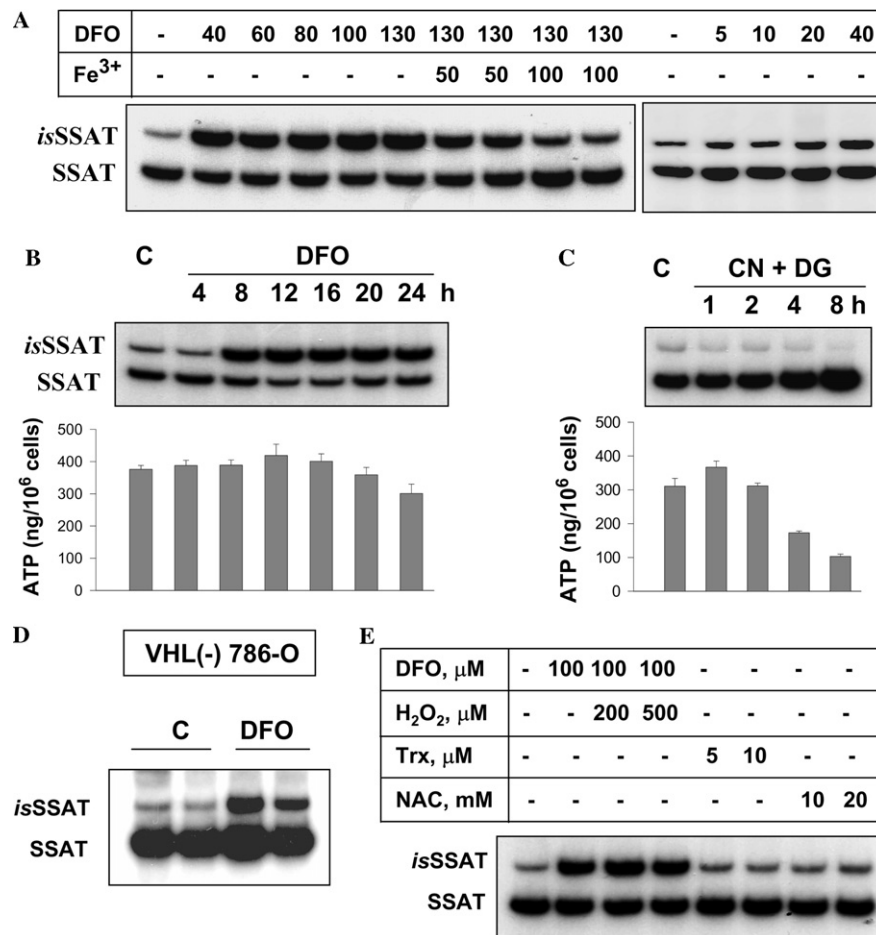 A
DFO - 40 60 80 100 130 130 130 130 130 - 5 10 20 40
Fe3+ - - - - - - 50 50 100 100 - - - - -
isSSAT
SSAT
B
C DFO
4 8 12 16 20 24 h
isSSAT
SSAT
ATP (ng/10^6 cells)
500
400
300
200
100
0
C
C CN + DG
1 2 4 8 h
ATP (ng/10^6 cells)
500
400
300
200
100
0
D
VHL(-) 786-O
C DFO
isSSAT
SSAT
E
DFO, μM - 100 100 100 - - - -
H2O2, μM - - 200 500 - - - -
Trx, μM - - - - 5 10 - -
NAC, mM - - - - - - 10 20
isSSAT
SSAT